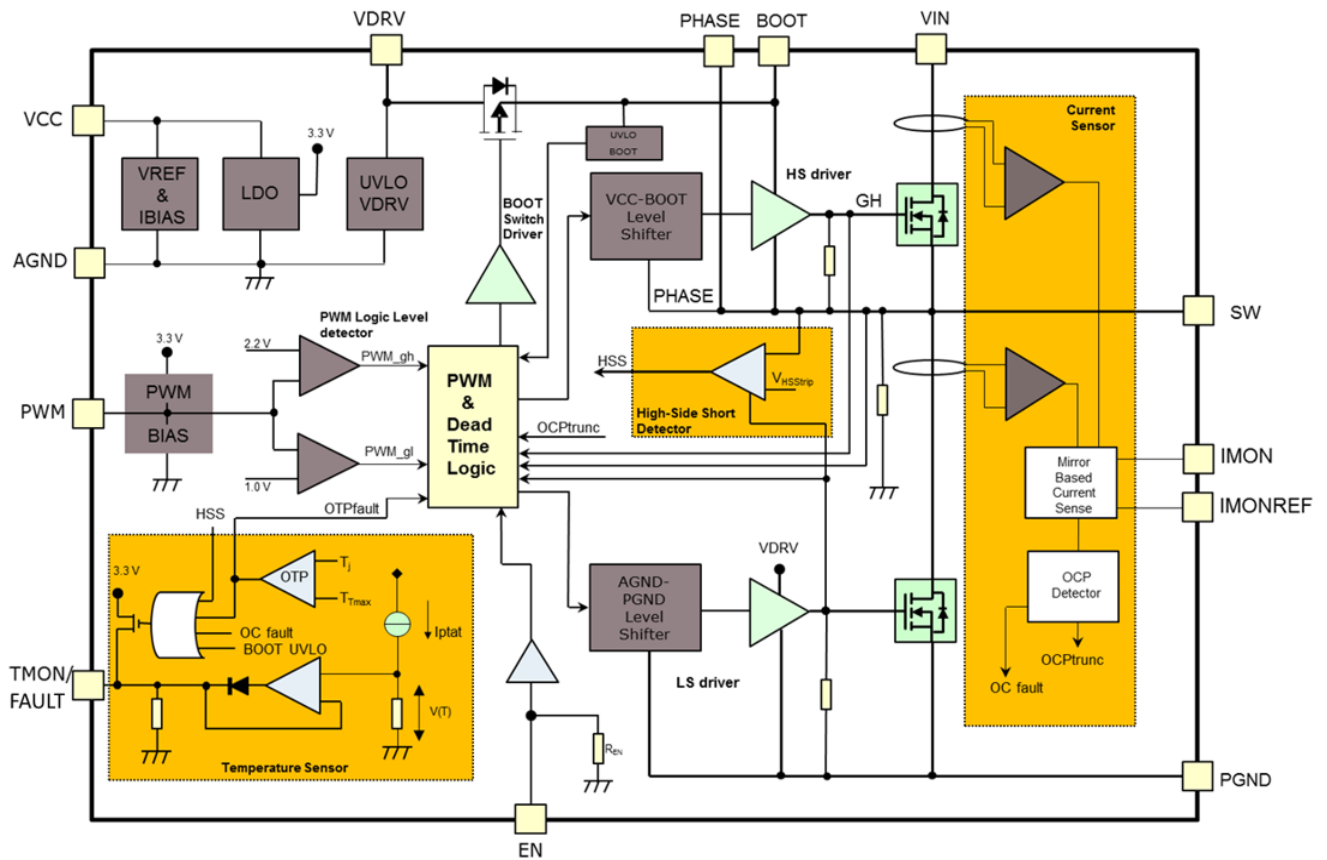 VDRV
PHASE
BOOT
VIN
VCC
3.3 V
VREF
&
IBIAS
LDO
UVLO
VDRV
UVLO
BOOT
Current
Sensor
HS driver
VCC-BOOT
Level
Shifter
GH
BOOT
Switch
Driver
AGND
PHASE
SW
PWM Logic Level
detector
3.3 V
2.2 V
PWM_gh
PWM
PWM
BIAS
PWM
&
Dead
Time
Logic
HSS
VHSStrip
High-Side Short
Detector
OCPtrunc
PWM_gl
1.0 V
OTPfault
HSS
Mirror
Based
Current
Sense
IMON
IMONREF
VDRV
3.3 V
OTP
Tj
TTmax
AGND-
PGND
Level
Shifter
OCP
Detector
OC fault
BOOT UVLO
Iptat
OCPtrunc
OC fault
TMON/
FAULT
V(T)
LS driver
REN
Temperature Sensor
PGND
EN